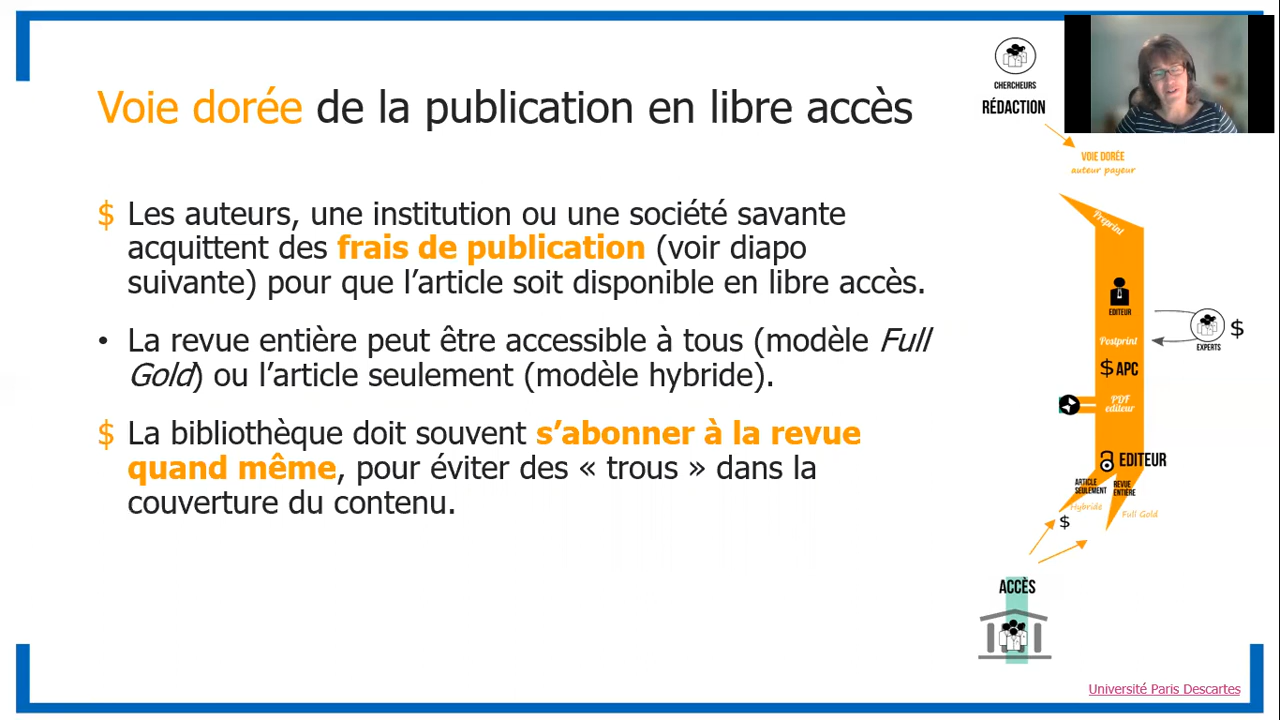 Voie dorée de la publication en libre accès
$ Les auteurs, une institution ou une société savante
acquittent des frais de publication (voir diapo
suivante) pour que l’article soit disponible en libre accès.
• La revue entière peut être accessible à tous (modèle Full
Gold) ou l’article seulement (modèle hybride).
$ La bibliothèque doit souvent s’abonner à la revue
quand même, pour éviter des « trous » dans la
couverture du contenu.
CHERCHEURS
RÉDACTION
VOIE DORÉE
auteur payeur
Preprint
EDITEUR
EXPERTS
$
Postprint
$ APC
PDF
editeur
EDITEUR
ARTICLE
SEULEMENT
REVUE
ENTIÈRE
Hybride
Full Gold
$
ACCÈS
Université Paris Descartes